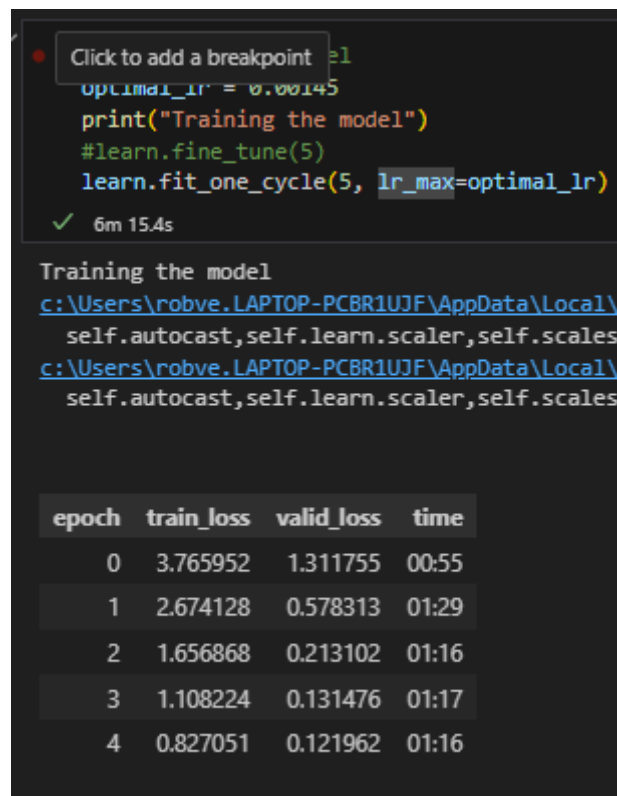 Click to add a breakpoint el
optimal_lr = 0.00145
print("Training the model")
#learn.fine_tune(5)
learn.fit_one_cycle(5, lr_max=optimal_lr)
✓ 6m 15.4s
Training the model
c:\Users\robve.LAPTOP-PCBR1UJF\AppData\Local\
self.autocast,self.learn.scaler,self.scales
c:\Users\robve.LAPTOP-PCBR1UJF\AppData\Local\
self.autocast,self.learn.scaler,self.scales
epoch train_loss valid_loss time
0 3.765952 1.311755 00:55
1 2.674128 0.578313 01:29
2 1.656868 0.213102 01:16
3 1.108224 0.131476 01:17
4 0.827051 0.121962 01:16